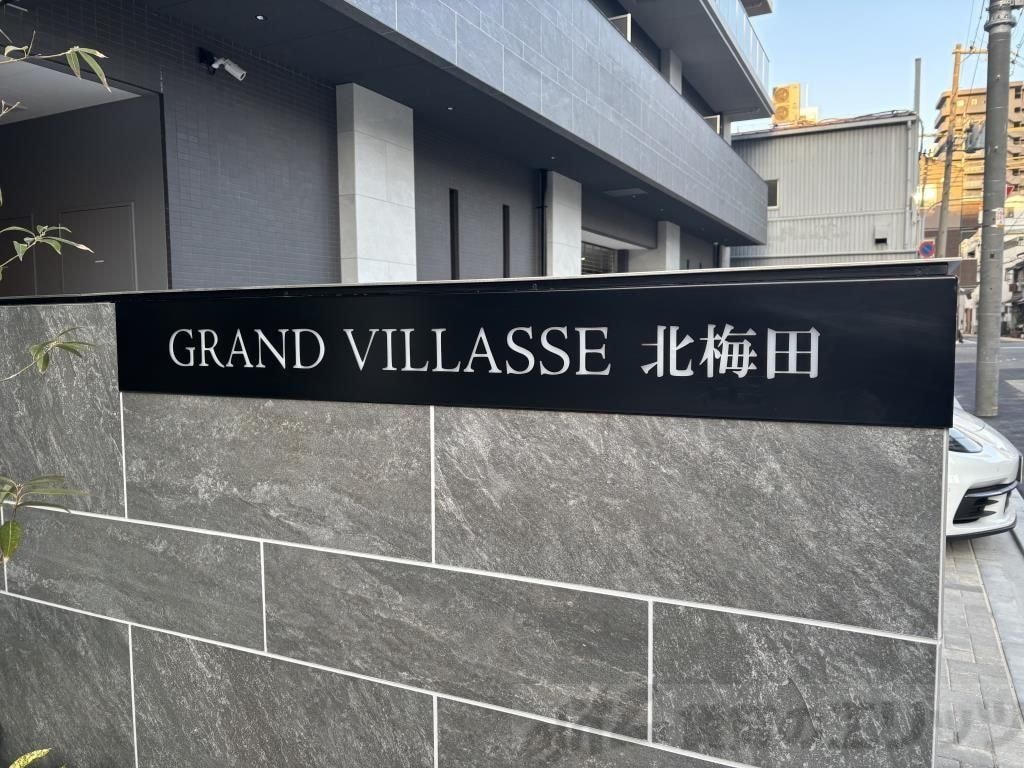 GRAND VILLASSE 北梅田